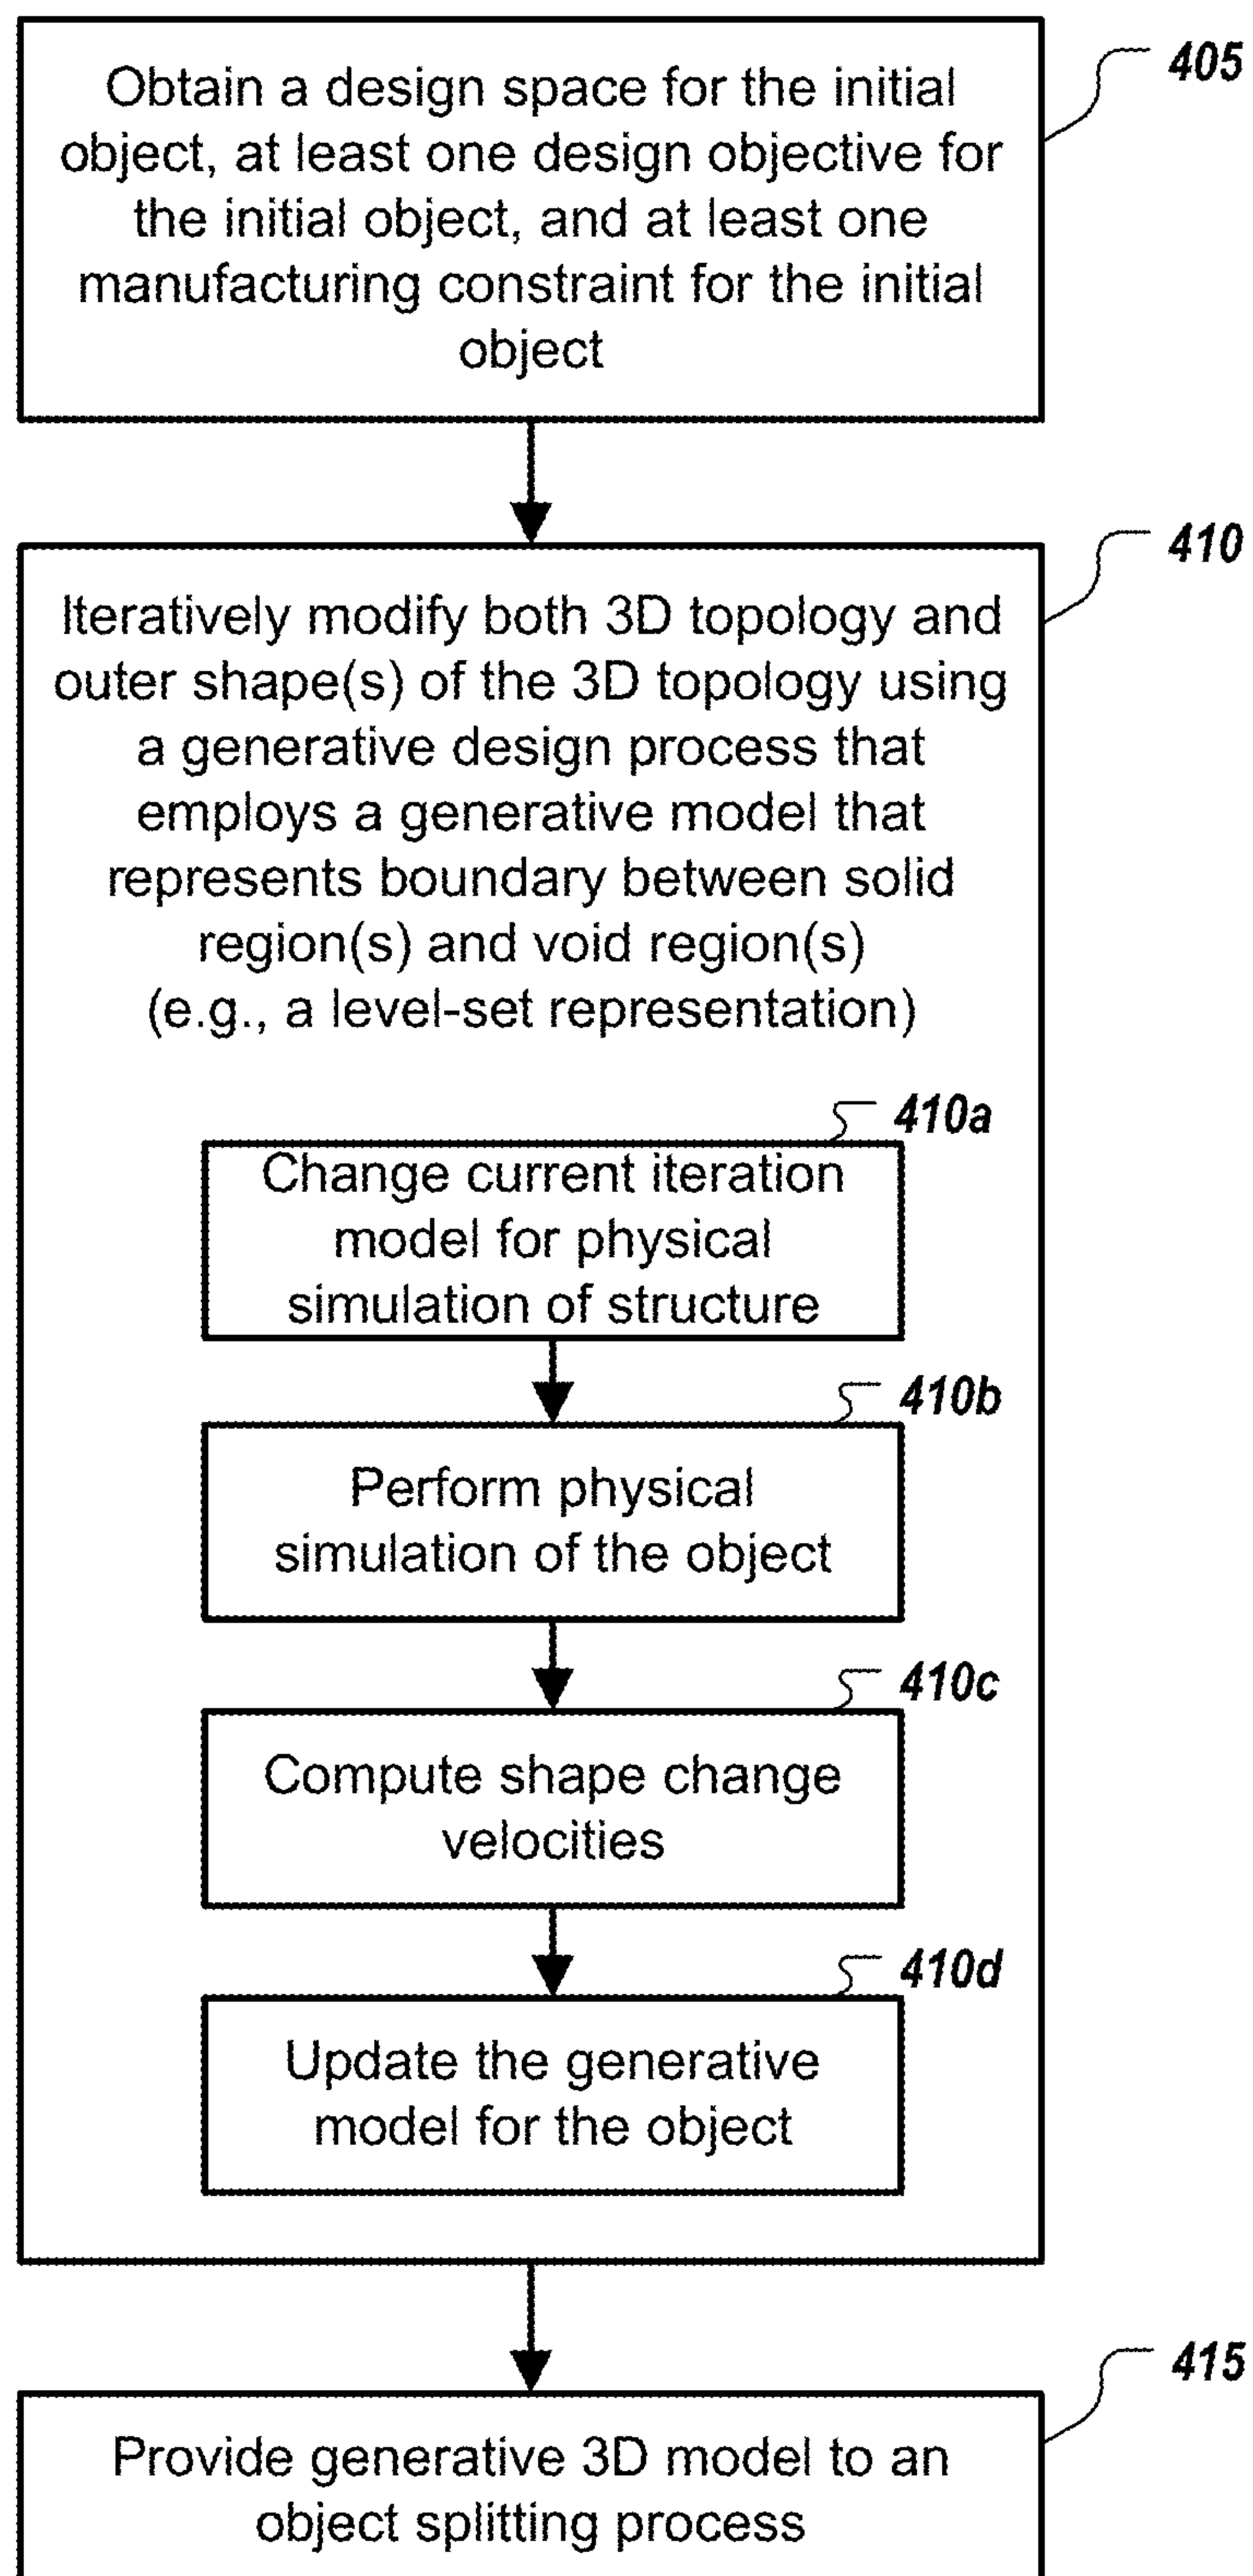 Obtain a design space for the initial
object, at least one design objective for
the initial object, and at least one
manufacturing constraint for the initial
object
405
Iteratively modify both 3D topology and
outer shape(s) of the 3D topology using
a generative design process that
employs a generative model that
represents boundary between solid
region(s) and void region(s)
(e.g., a level-set representation)
410
410a
Change current iteration
model for physical
simulation of structure
410b
Perform physical
simulation of the object
410c
Compute shape change
velocities
410d
Update the generative
model for the object
415
Provide generative 3D model to an
object splitting process